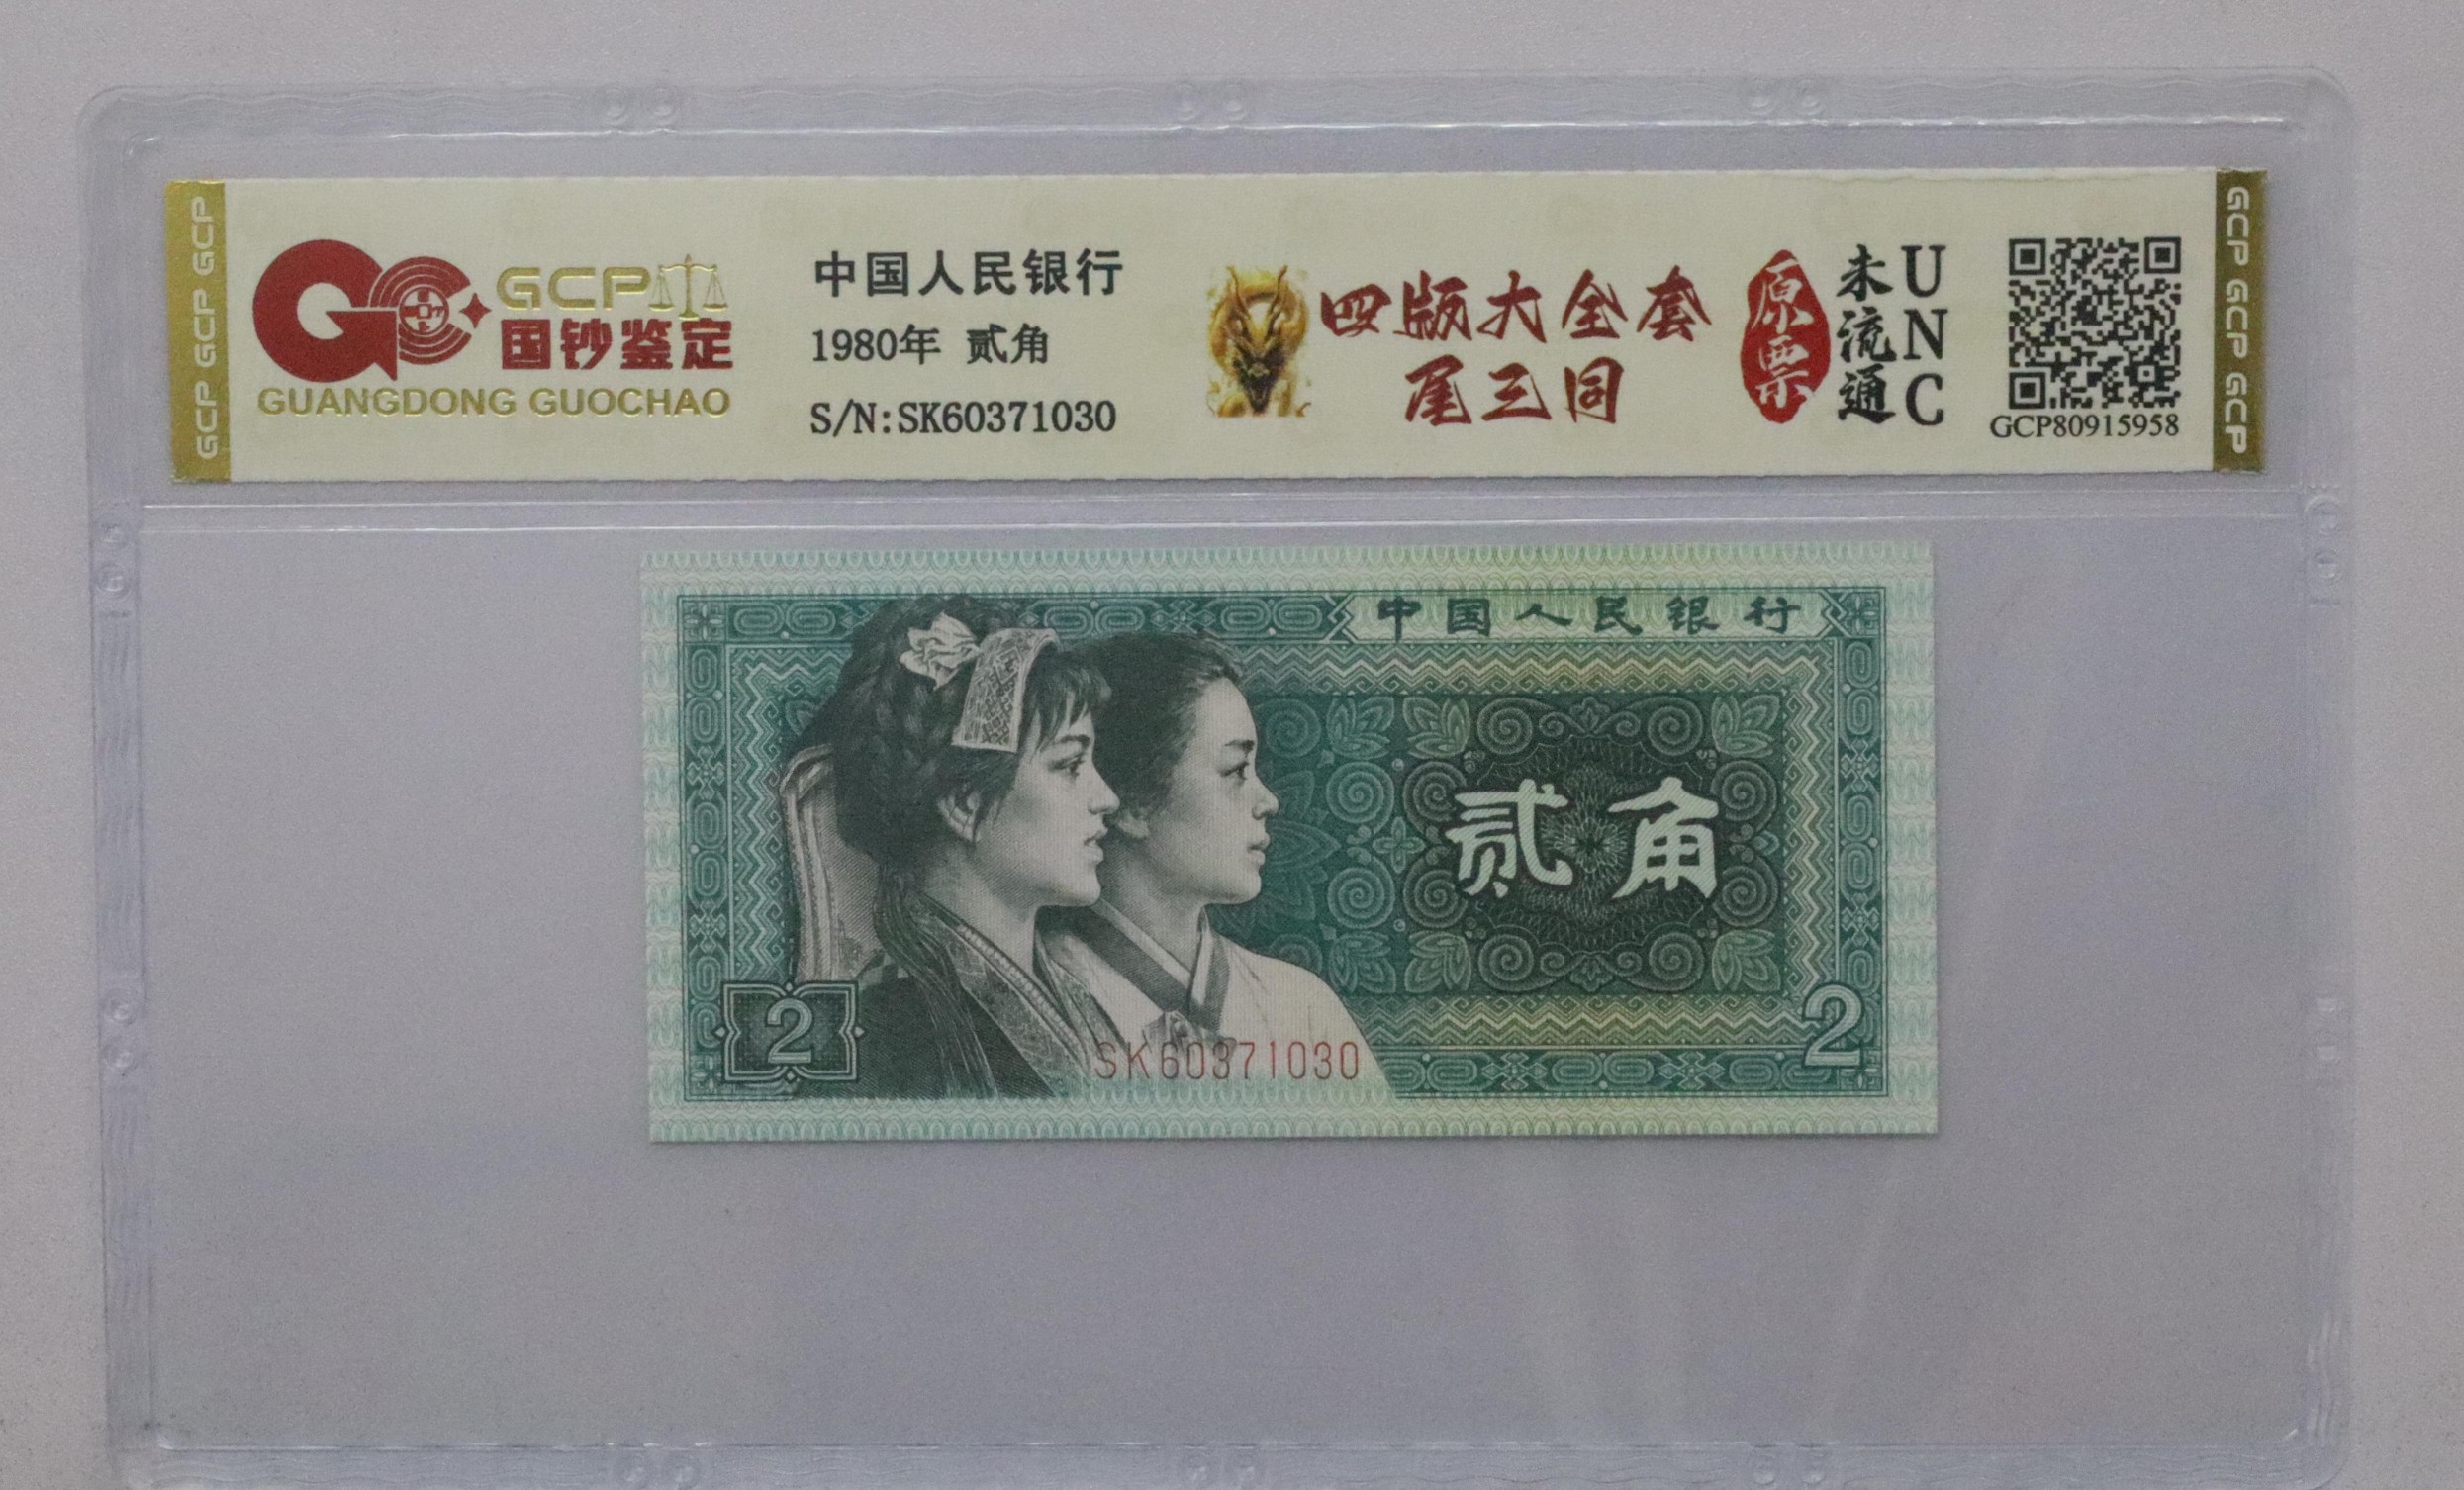 GCP GCP GCP
GCP
国钞鉴定
GUANGDONG GUOCHAO
中国人民银行
1980年 贰角
S/N:SK60371030
四版大全套
尾三同
原票
未流通
UNC
GCP80915958
GCP GCP GCP
中国人民银行
贰角
2
2
SK60371030